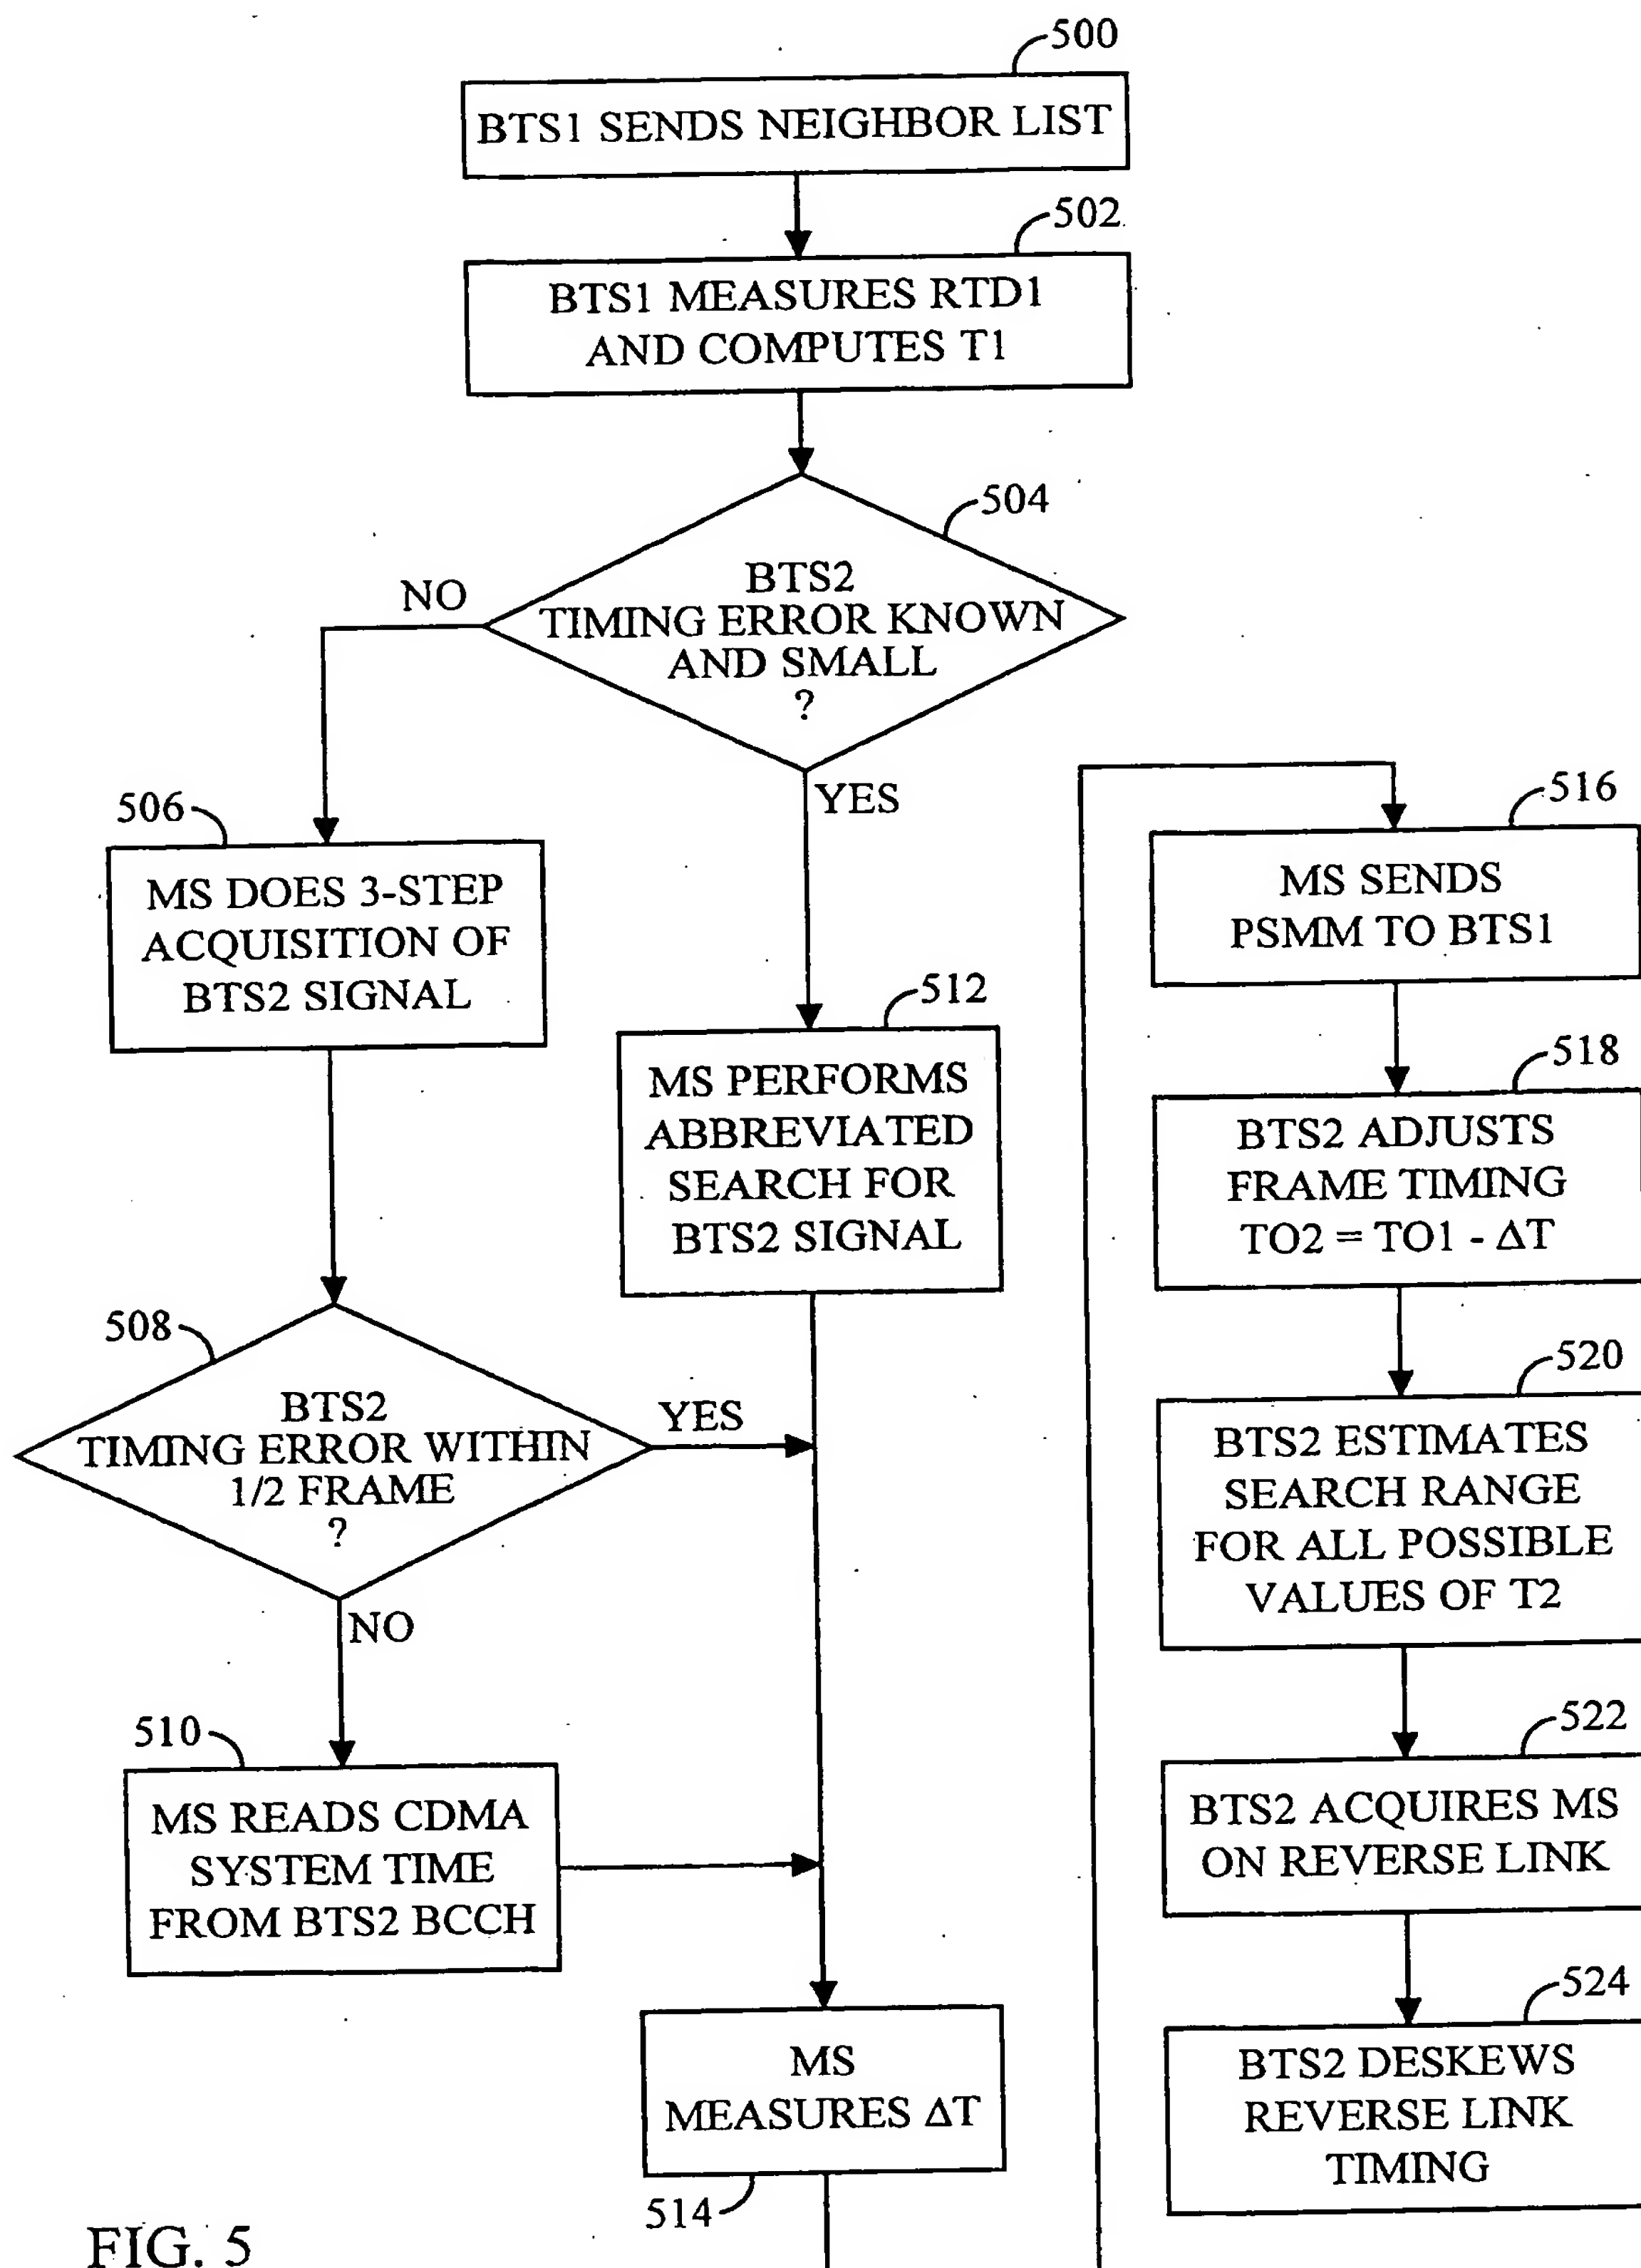 500
BTS1 SENDS NEIGHBOR LIST
502
BTS1 MEASURES RTD1
AND COMPUTES T1
504
BTS2
TIMING ERROR KNOWN
AND SMALL
?
NO
YES
506
MS DOES 3-STEP
ACQUISITION OF
BTS2 SIGNAL
512
MS PERFORMS
ABBREVIATED
SEARCH FOR
BTS2 SIGNAL
508
BTS2
TIMING ERROR WITHIN
1/2 FRAME
?
YES
NO
510
MS READS CDMA
SYSTEM TIME
FROM BTS2 BCCH
MS
MEASURES ΔT
514
516
MS SENDS
PSMM TO BTS1
518
BTS2 ADJUSTS
FRAME TIMING
TO2 = TO1 - ΔT
520
BTS2 ESTIMATES
SEARCH RANGE
FOR ALL POSSIBLE
VALUES OF T2
522
BTS2 ACQUIRES MS
ON REVERSE LINK
524
BTS2 DESKEWS
REVERSE LINK
TIMING
FIG. 5